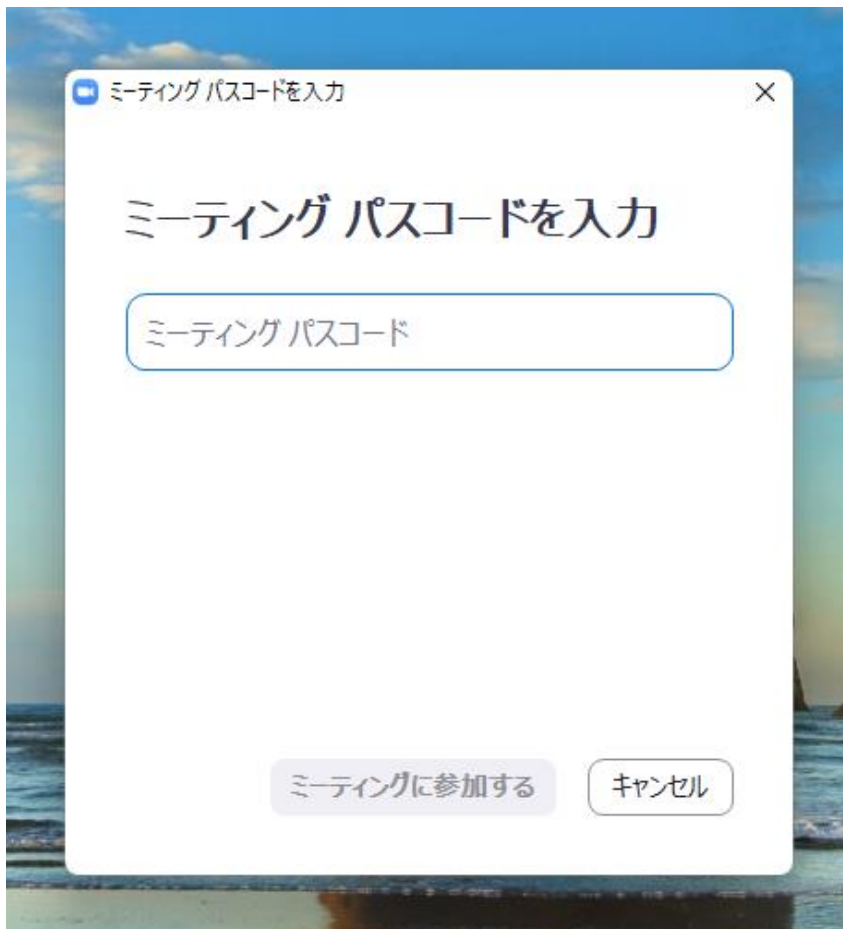 ミーティング パスコードを入力
ミーティング パスコードを入力
ミーティング パスコード
ミーティングに参加する
キャンセル